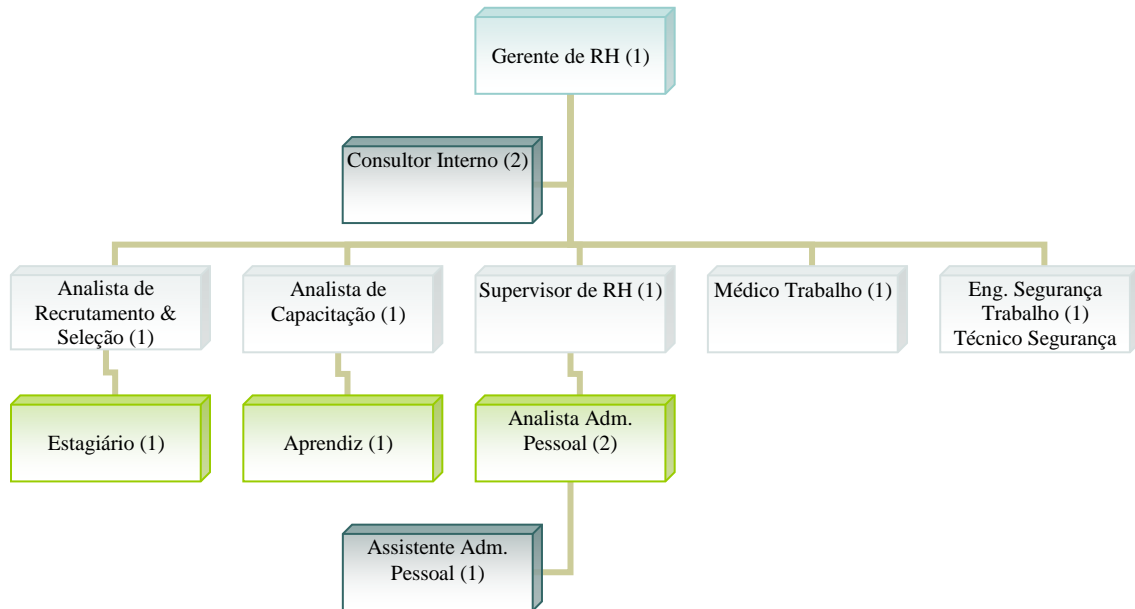 Gerente de RH (1)
Consultor Interno (2)
Analista de
Recrutamento &
Seleção (1)
Analista de
Capacitação (1)
Supervisor de RH (1)
Médico Trabalho (1)
Eng. Segurança
Trabalho (1)
Técnico Segurança
Estagiário (1)
Aprendiz (1)
Analista Adm.
Pessoal (2)
Assistente Adm.
Pessoal (1)